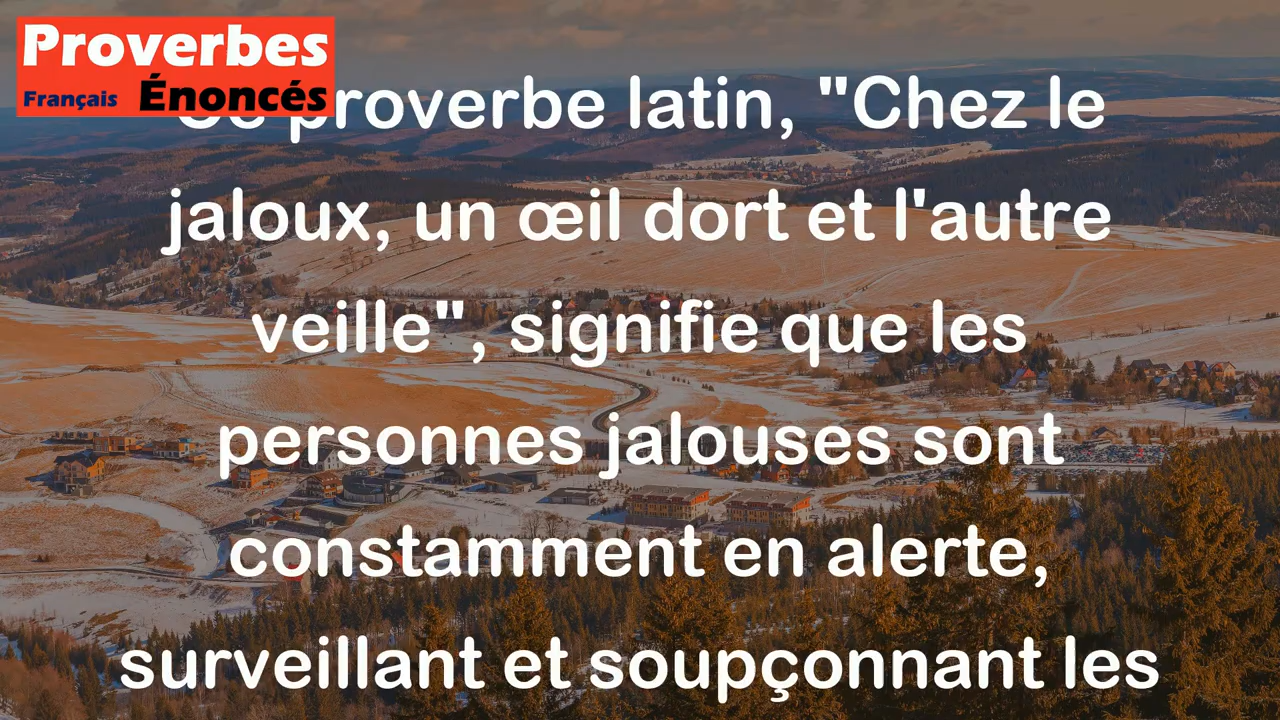 Proverbes
Français Énoncés
Ce proverbe latin, "Chez le
jaloux, un œil dort et l'autre
veille", signifie que les
personnes jalouses sont
constamment en alerte,
surveillant et soupçonnant les